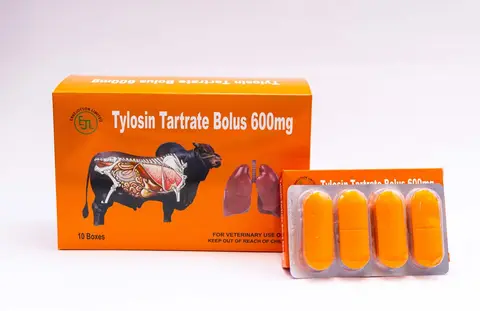 Tylosin Tartrate Bolus
600mg
EJL
Tylosin Tartrate Bolus 600mg
10 Boxes
FOR VETERINARY USE
KEEP OUT OF REACH OF
Tylosin Tartrate Bolus 600mg